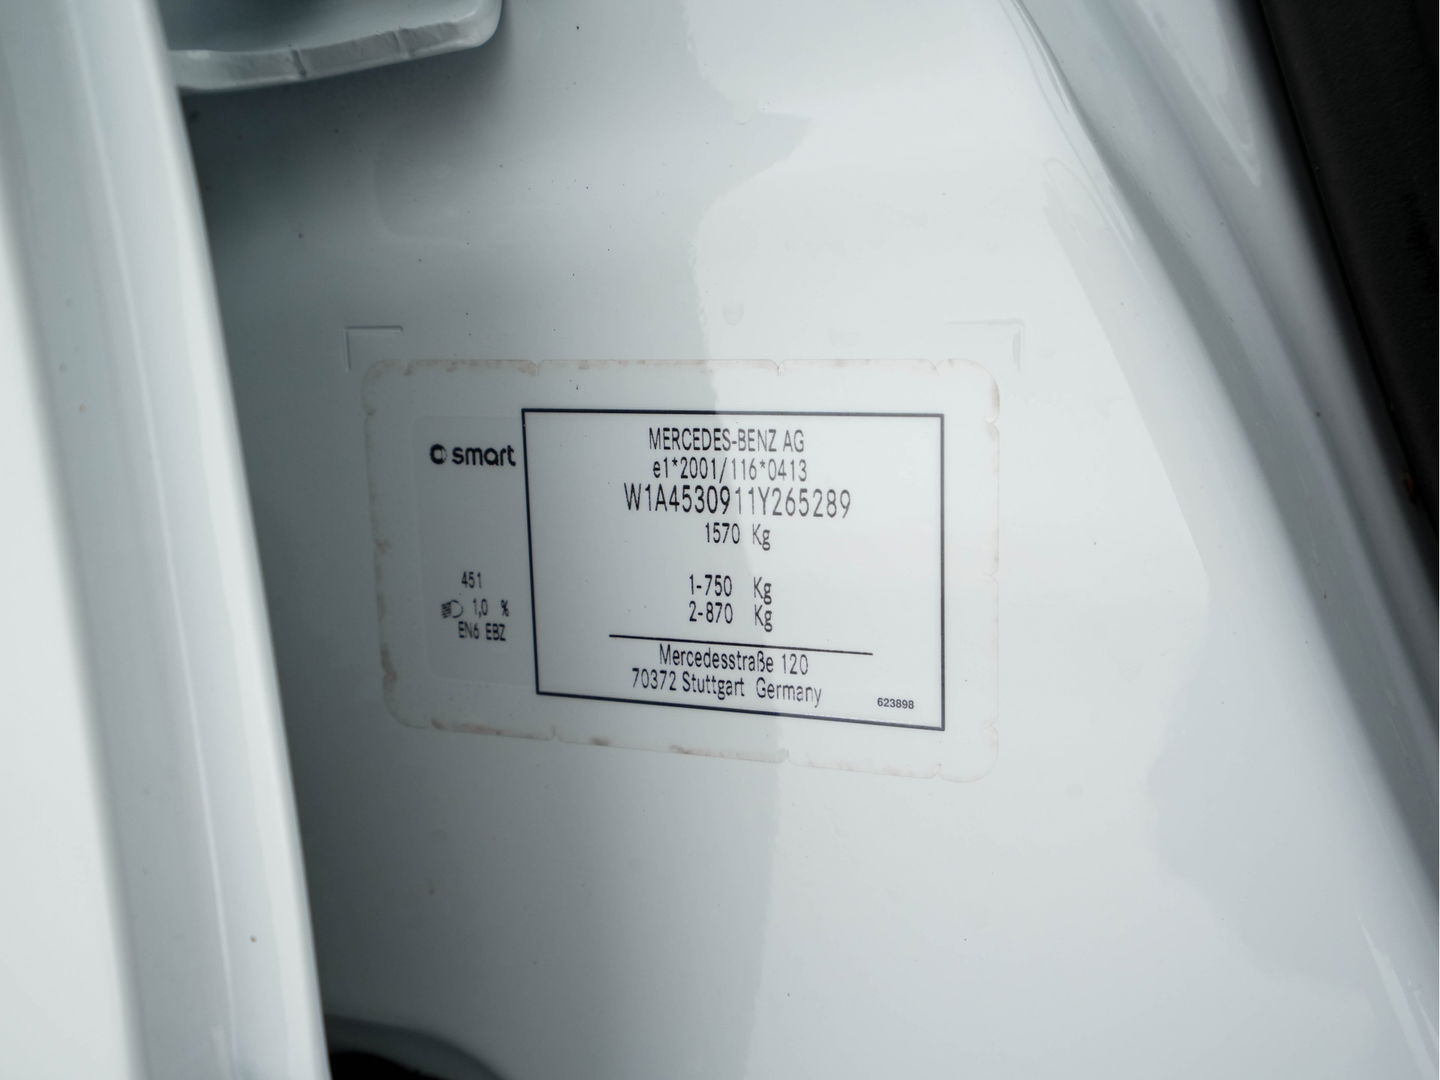 smart
MERCEDES-BENZ AG
e1*2001/116*0413
W1A4530911Y265289
1570 Kg
1-750 Kg
2-870 Kg
451
1,0 %
EN6 EBZ
Mercedesstraße 120
70372 Stuttgart Germany
623898